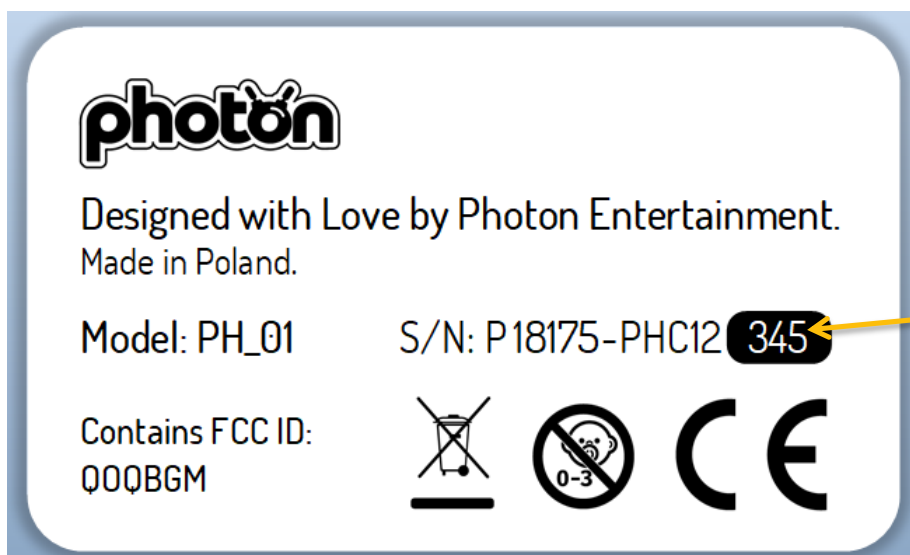 photon
Designed with Love by Photon Entertainment.
Made in Poland.
Model: PH_01 S/N: P18175-PHC12 345
Contains FCC ID:
QOQBGM
0-3
CE